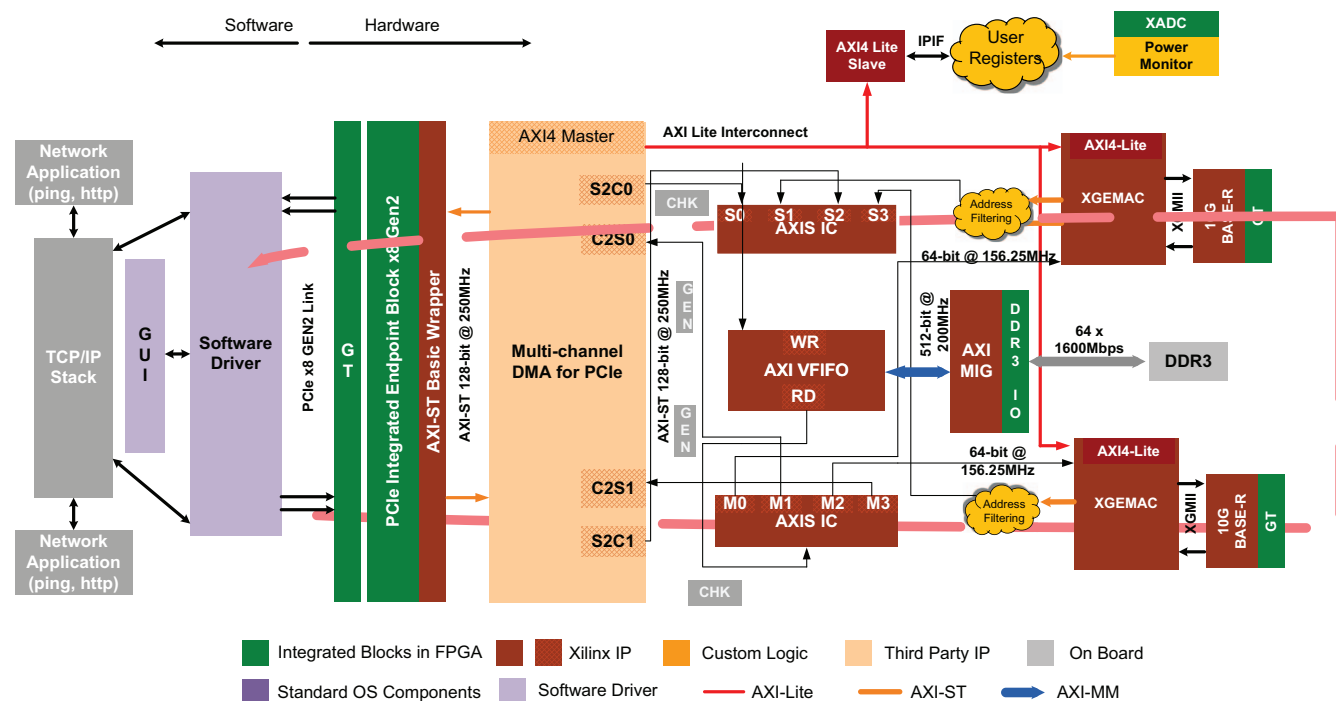 Software
Hardware
XADC
Power
Monitor
AXI4 Lite
Slave
IPIF
User
Registers
Network
Application
(ping, http)
AXI4 Master
AXI Lite Interconnect
AXI4-Lite
XGEMAC
XGMII
10G
BASE-R
GT
S2C0
CHK
S0
S1
S2
S3
AXIS IC
Address
Filtering
C2S0
64-bit @ 156.25MHz
GEN
TCP/IP
Stack
GUI
Software
Driver
PCIe x8 GEN2 Link
GT
PCIe Integrated Endpoint Block x8 Gen2
AXI-ST Basic Wrapper
AXI-ST 128-bit @ 250MHz
Multi-channel
DMA for PCIe
AXI-ST 128-bit @ 250MHz
WR
AXI VFIFO
RD
512-bit @
200MHz
AXI
MIG
DDR3 IO
64 x
1600Mbps
DDR3
GEN
64-bit @
156.25MHz
AXI4-Lite
XGEMAC
XGMII
10G
BASE-R
GT
C2S1
M0
M1
M2
M3
AXIS IC
Address
Filtering
S2C1
CHK
Network
Application
(ping, http)
Integrated Blocks in FPGA
Xilinx IP
Custom Logic
Third Party IP
On Board
Standard OS Components
Software Driver
AXI-Lite
AXI-ST
AXI-MM